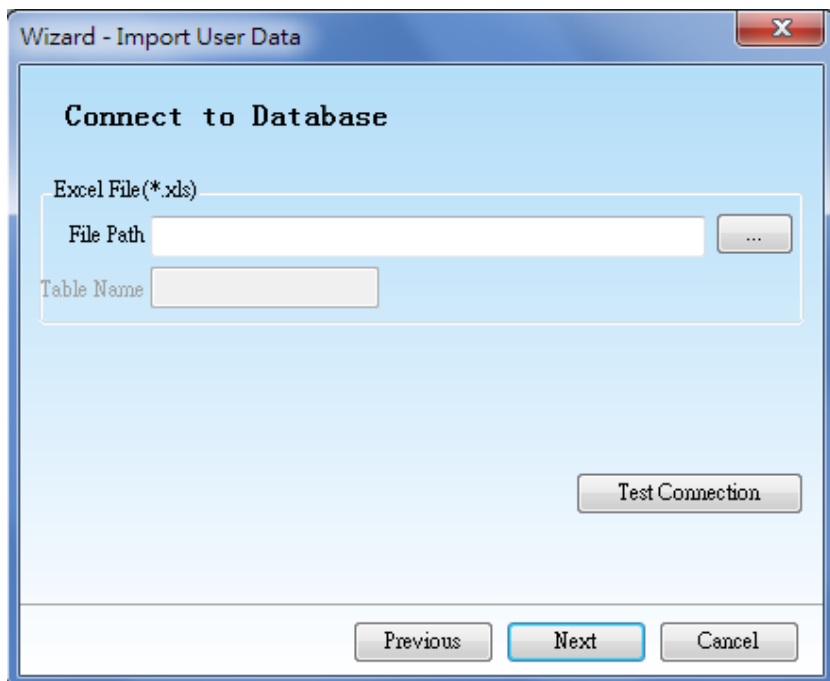 Wizard - Import User Data
Connect to Database
Excel File(*.xls)
File Path ...
Table Name
Test Connection
Previous Next Cancel